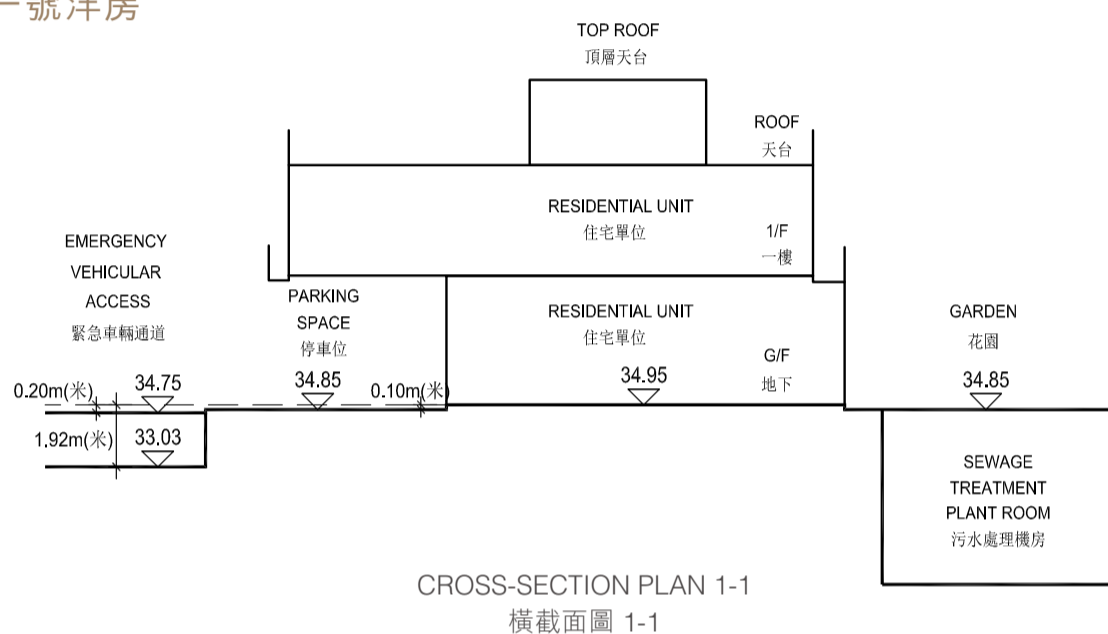 一號洋房
TOP ROOF
頂層天台
ROOF
天台
RESIDENTIAL UNIT
住宅單位
1/F
一樓
EMERGENCY
VEHICULAR
ACCESS
緊急車輛通道
PARKING
SPACE
停車位
RESIDENTIAL UNIT
住宅單位
G/F
地下
GARDEN
花園
0.20m(米)
34.75
34.85
0.10m(米)
34.95
34.85
1.92m(米)
33.03
SEWAGE
TREATMENT
PLANT ROOM
污水處理機房
CROSS-SECTION PLAN 1-1
橫截面圖 1-1